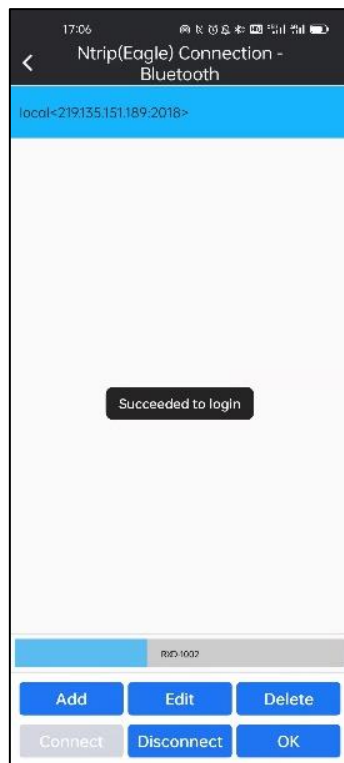 17:06
Ntrip(Eagle) Connection -
Bluetooth
local<219.135.151.189:2018>
Succeeded to login
RXD-1002
Add Edit Delete
Connect Disconnect OK